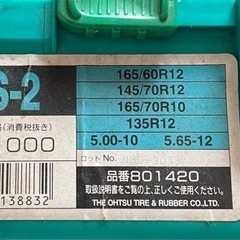 S-2
165/60R12
145/70R12
165/70R10
135R12
5.00-10 5.65-12
(消費税抜き)
000
ロット No.
138832
品番801420
取扱説明書をご覧の上、正しくご使用ください。
THE OHTSU TIRE & RUBBER CO.,LTD.